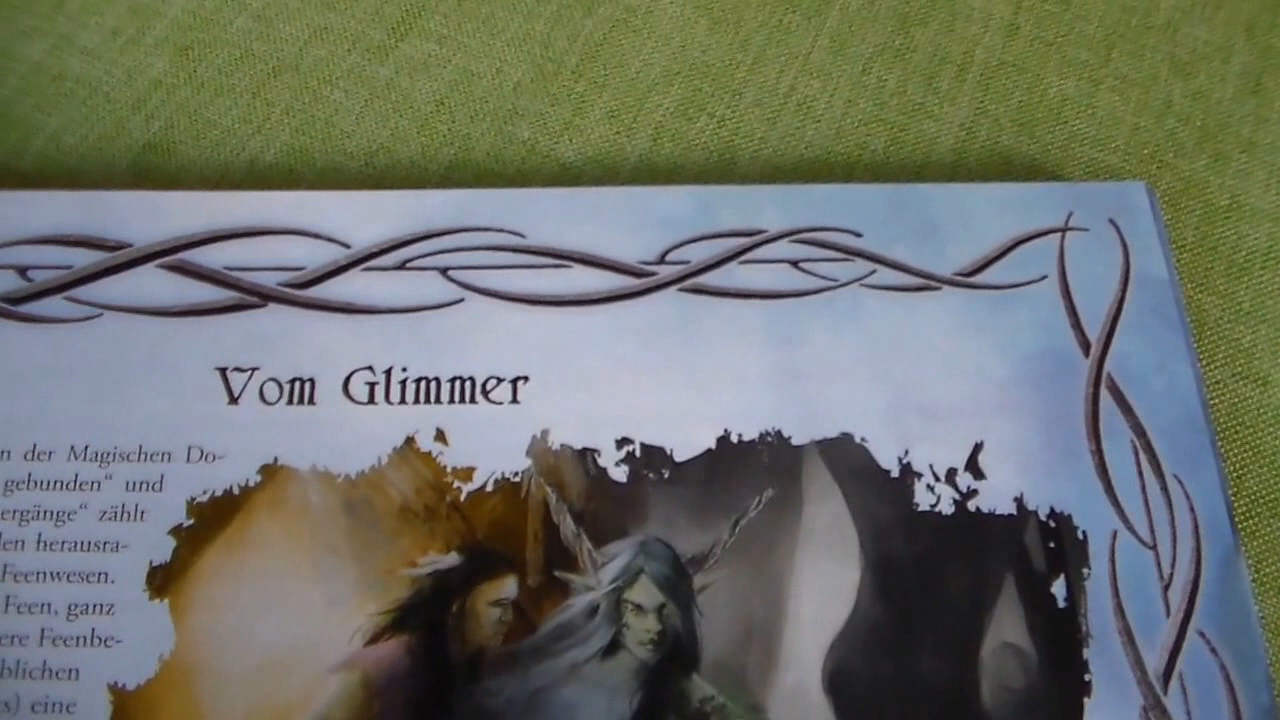 Vom Glimmer
n der Magischen Do-
gebunden“ und
ergänge“ zählt
len herausra-
Feenwesen.
Feen, ganz
ere Feenbe-
blichen
s) eine